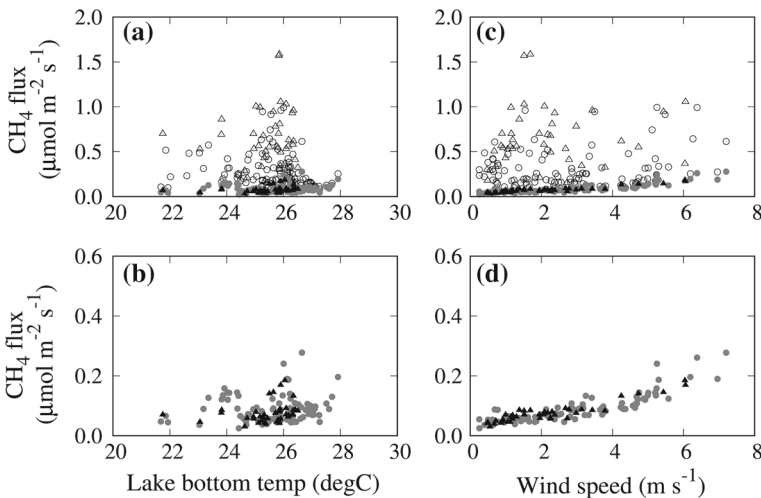 (a)
(c)
CH₄ flux
(μmol m⁻² s⁻¹)
2.0
1.5
1.0
0.5
0.0
20 22 24 26 28 30
2.0
1.5
1.0
0.5
0.0
0 2 4 6 8
(b)
(d)
CH₄ flux
(μmol m⁻² s⁻¹)
0.6
0.4
0.2
0.0
20 22 24 26 28 30
0.6
0.4
0.2
0.0
0 2 4 6 8
Lake bottom temp (degC)
Wind speed (m s⁻¹)